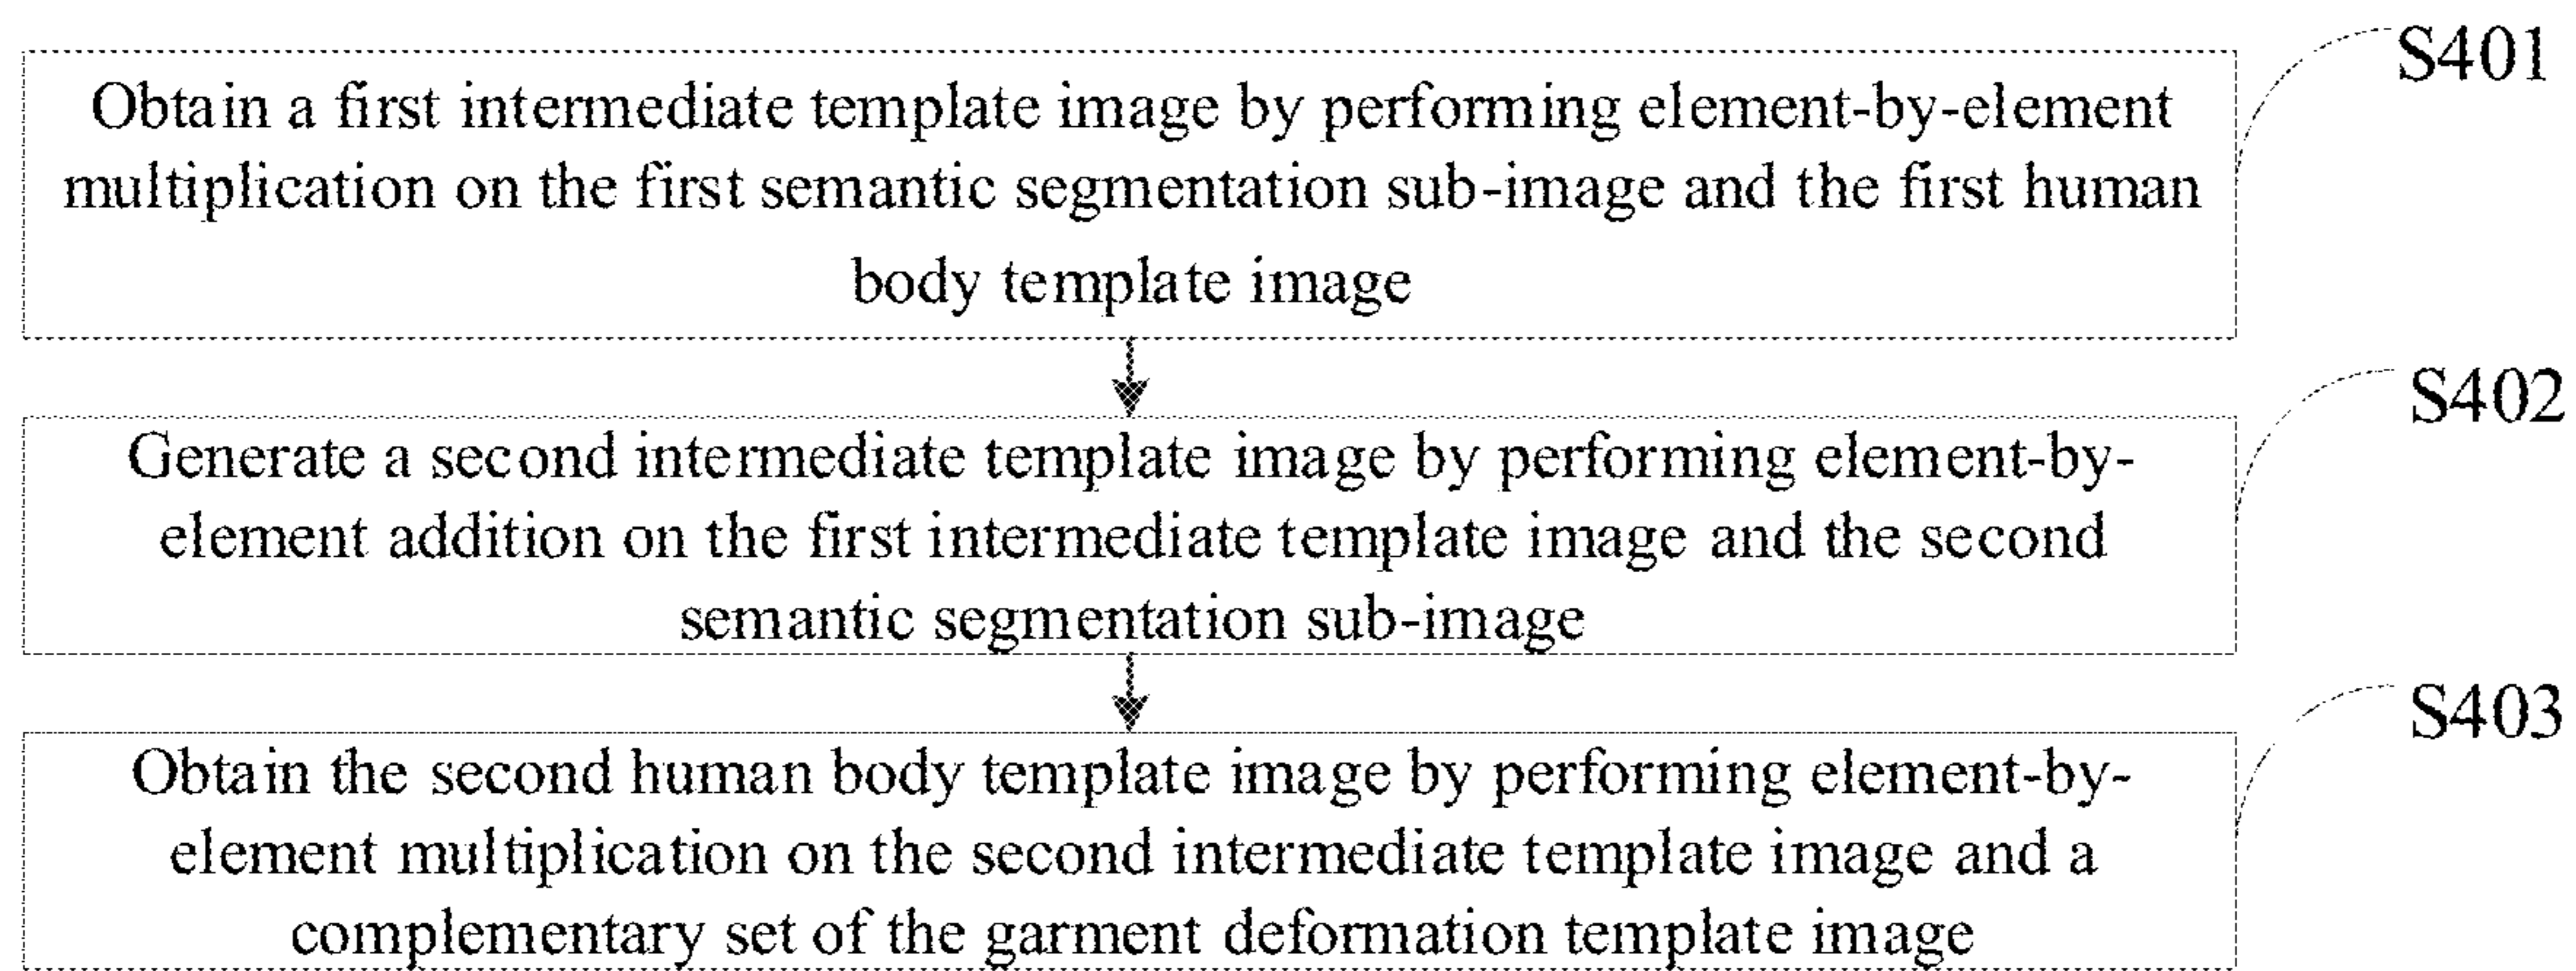 S401
Obtain a first intermediate template image by performing element-by-element
multiplication on the first semantic segmentation sub-image and the first human
body template image
S402
Generate a second intermediate template image by performing element-by-
element addition on the first intermediate template image and the second
semantic segmentation sub-image
S403
Obtain the second human body template image by performing element-by-
element multiplication on the second intermediate template image and a
complementary set of the garment deformation template image